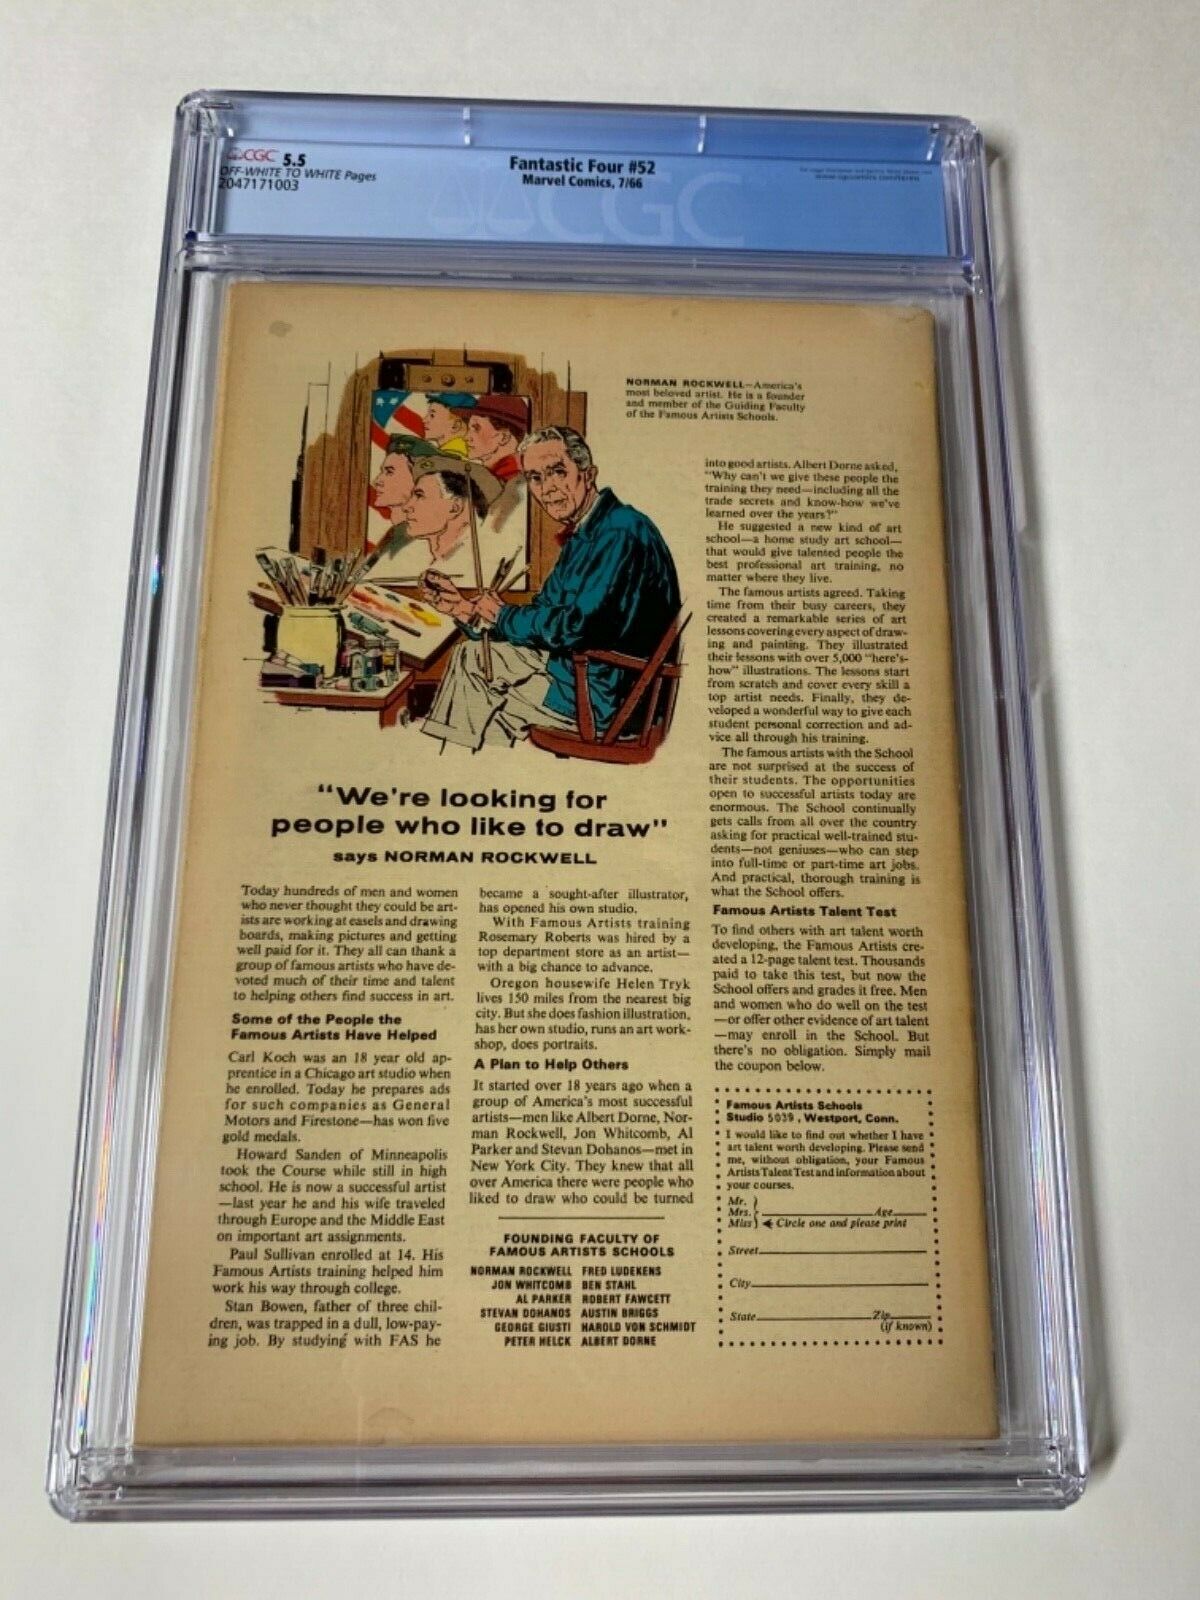 CGC 5.5
OFF-WHITE TO WHITE Pages
2047171003
Fantastic Four #52
Marvel Comics, 7/66
CGC
NORMAN ROCKWELL—America's
most beloved artist. He is a founder
and member of the Guiding Faculty
of the Famous Artists Schools.
"We're looking for
people who like to draw"
says NORMAN ROCKWELL
Today hundreds of men and women
who never thought they could be art-
ists are working at easels and drawing
boards, making pictures and getting
well paid for it. They all can thank a
group of famous artists who have de-
voted much of their time and talent
to helping others find success in art.
Some of the People the
Famous Artists Have Helped
Carl Koch was an 18 year old ap-
prentice in a Chicago art studio when
he enrolled. Today he prepares ads
for such companies as General
Motors and Firestone—has won five
gold medals.
Howard Sanden of Minneapolis
took the Course while still in high
school. He is now a successful artist
—last year he and his wife traveled
through Europe and the Middle East
on important art assignments.
Paul Sullivan enrolled at 14. His
Famous Artists training helped him
work his way through college.
Stan Bowen, father of three chil-
dren, was trapped in a dull, low-pay-
ing job. By studying with FAS he
became a sought-after illustrator,
has opened his own studio.
With Famous Artists training
Rosemary Roberts was hired by a
top department store as an artist—
with a big chance to advance.
Oregon housewife Helen Tryk
lives 150 miles from the nearest big
city. But she does fashion illustration,
has her own studio, runs an art work-
shop, does portraits.
A Plan to Help Others
It started over 18 years ago when a
group of America's most successful
artists—men like Albert Dorne, Nor-
man Rockwell, Jon Whitcomb, Al
Parker and Stevan Dohanos—met in
New York City. They knew that all
over America there were people who
liked to draw who could be turned
into good artists. Albert Dorne asked,
"Why can't we give these people the
training they need—including all the
trade secrets and know-how we've
learned over the years?"
He suggested a new kind of art
school—a home study art school—
that would give talented people the
best professional art training, no
matter where they live.
The famous artists agreed. Taking
time from their busy careers, they
created a remarkable series of art
lessons covering every aspect of draw-
ing and painting. They illustrated
their lessons with over 5,000 "here's-
how" illustrations. The lessons start
from scratch and cover every skill a
top artist needs. Finally, they de-
veloped a wonderful way to give each
student personal correction and ad-
vice all through his training.
The famous artists with the School
are not surprised at the success of
their students. The opportunities
open to successful artists today are
enormous. The School continually
gets calls from all over the country
asking for practical well-trained stu-
dents—not geniuses—who can step
into full-time or part-time art jobs.
And practical, thorough training is
what the School offers.
Famous Artists Talent Test
To find others with art talent worth
developing, the Famous Artists cre-
ated a 12-page talent test. Thousands
paid to take this test, but now the
School offers and grades it free. Men
and women who do well on the test
—or offer other evidence of art talent
—may enroll in the School. But
there's no obligation. Simply mail
the coupon below.
FOUNDING FACULTY OF
FAMOUS ARTISTS SCHOOLS
NORMAN ROCKWELL FRED LUDEKENS
JON WHITCOMB BEN STAHL
AL PARKER ROBERT FAWCETT
STEVAN DOHANOS AUSTIN BRIGGS
GEORGE GIUSTI HAROLD VON SCHMIDT
PETER HELCK ALBERT DORNE
Famous Artists Schools
Studio 5039, Westport, Conn.
I would like to find out whether I have
art talent worth developing. Please send
me, without obligation, your Famous
Artists Talent Test and information about
your courses.
Mr.
Mrs. Age
Miss Circle one and please print
Street
City
State Zip
(if known)